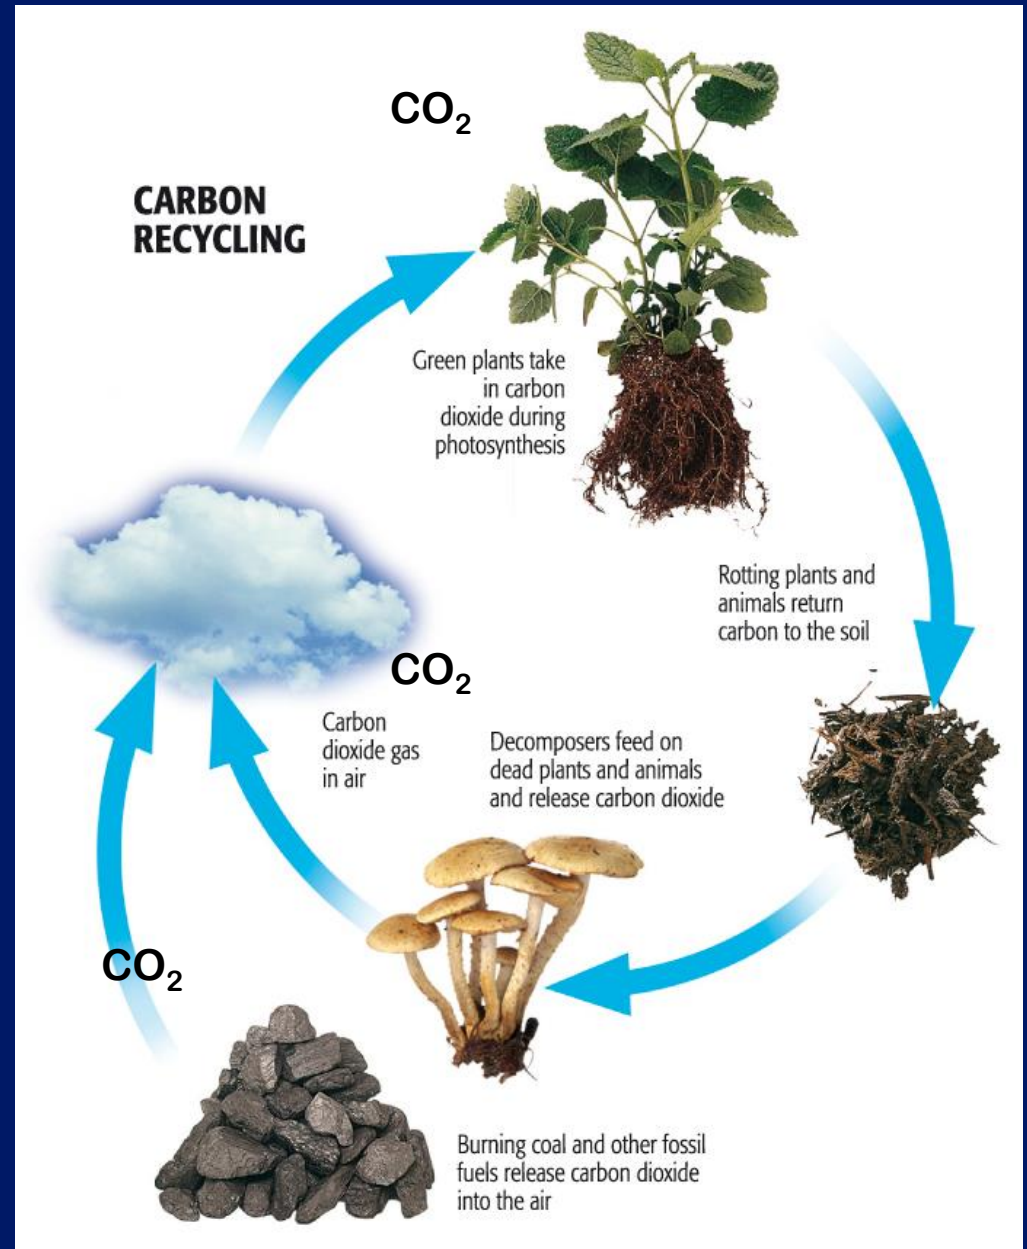 CO₂
CARBON
RECYCLING
Green plants take
in carbon
dioxide during
photosynthesis
Rotting plants and
animals return
carbon to the soil
CO₂
Carbon
dioxide gas
in air
Decomposers feed on
dead plants and animals
and release carbon dioxide
CO₂
Burning coal and other fossil
fuels release carbon dioxide
into the air